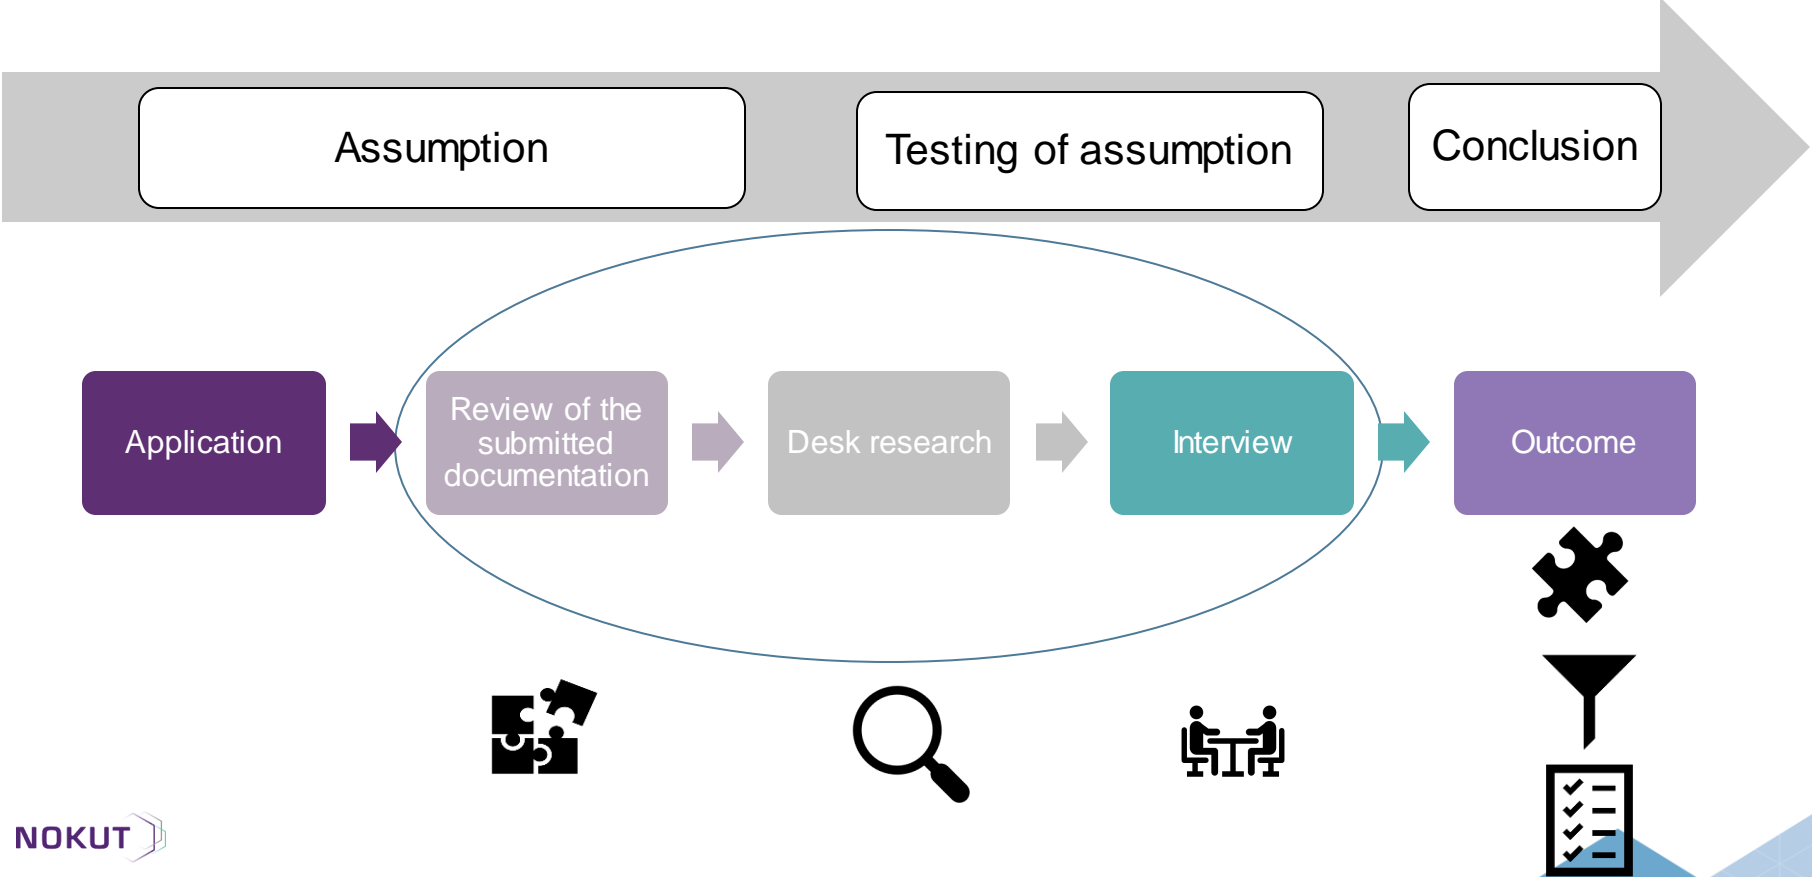 Assumption
Testing of assumption
Conclusion
Application
Review of the
submitted
documentation
Desk research
Interview
Outcome
NOKUT